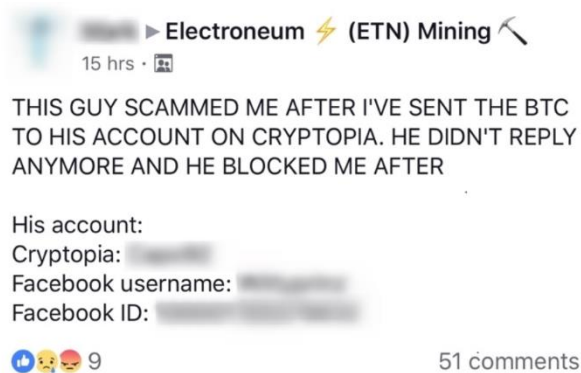 Electroneum ⚡ (ETN) Mining ⛏
15 hrs ·
THIS GUY SCAMMED ME AFTER I'VE SENT THE BTC
TO HIS ACCOUNT ON CRYPTOPIA. HE DIDN'T REPLY
ANYMORE AND HE BLOCKED ME AFTER
His account:
Cryptopia:
Facebook username:
Facebook ID:
9
51 comments